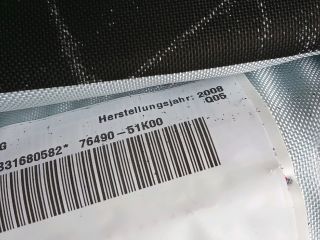 Herstellungsjahr: 2008
Q05
G
331680582* 76490-51K00